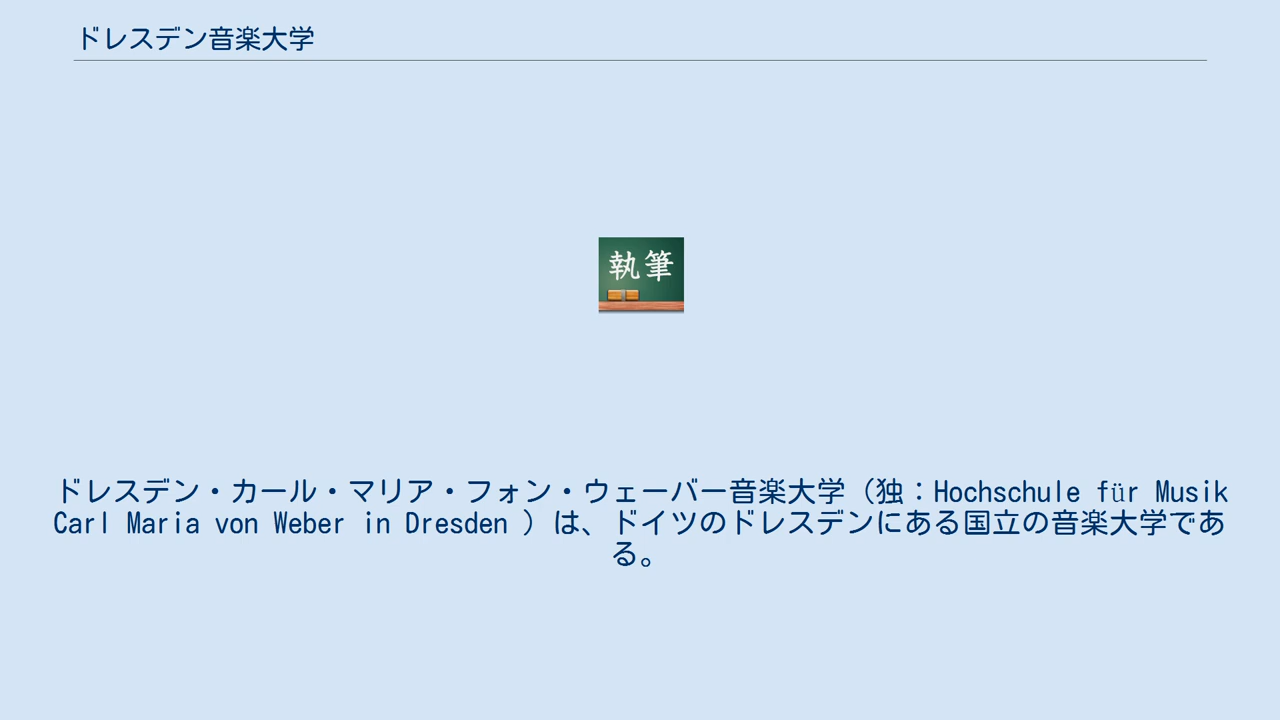 ドレスデン音楽大学
執筆
ドレスデン・カール・マリア・フォン・ウェーバー音楽大学（独：Hochschule für Musik
Carl Maria von Weber in Dresden ）は、ドイツのドレスデンにある国立の音楽大学であ
る。